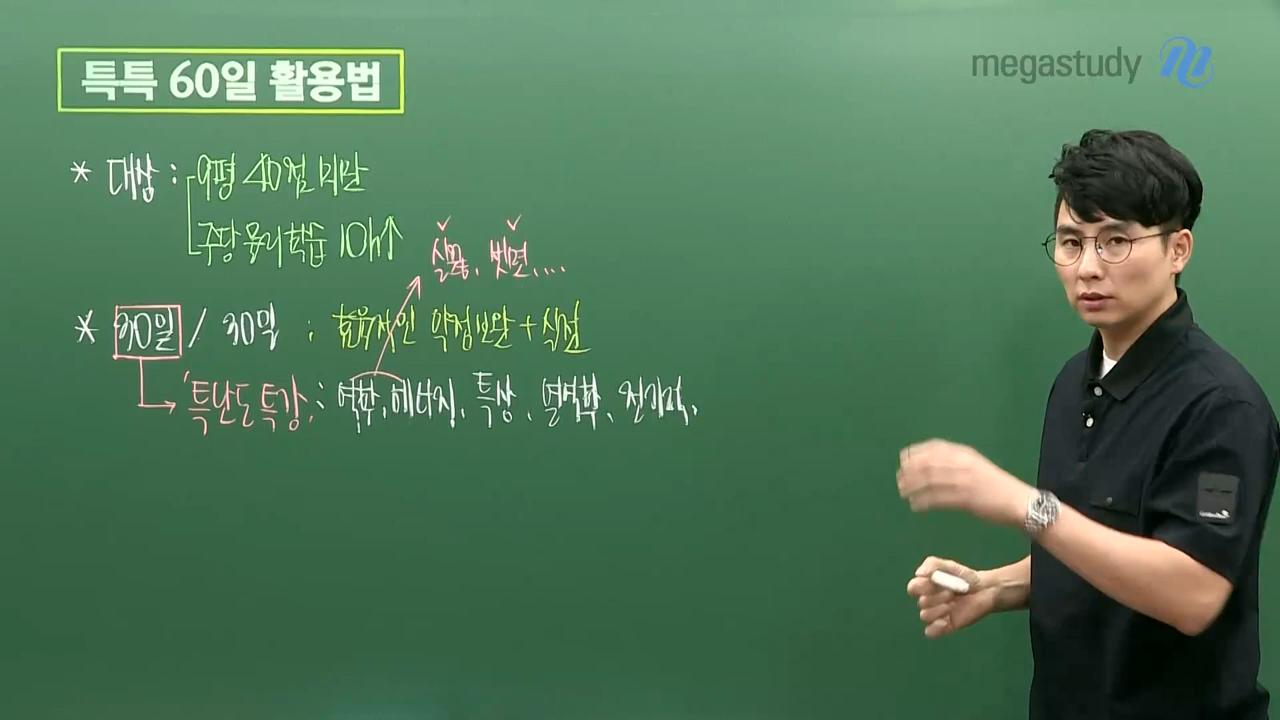 특특 60일 활용법
megastudy
* 대상 : 9평 40점 미만
주당 물리학습 10h↑
실모, 빗면, ....
* 30일 / 30일 : 효율적인 약점보완 + 실전
특난도 특강 : 역학, 에너지, 특상, 열역학, 전기력,